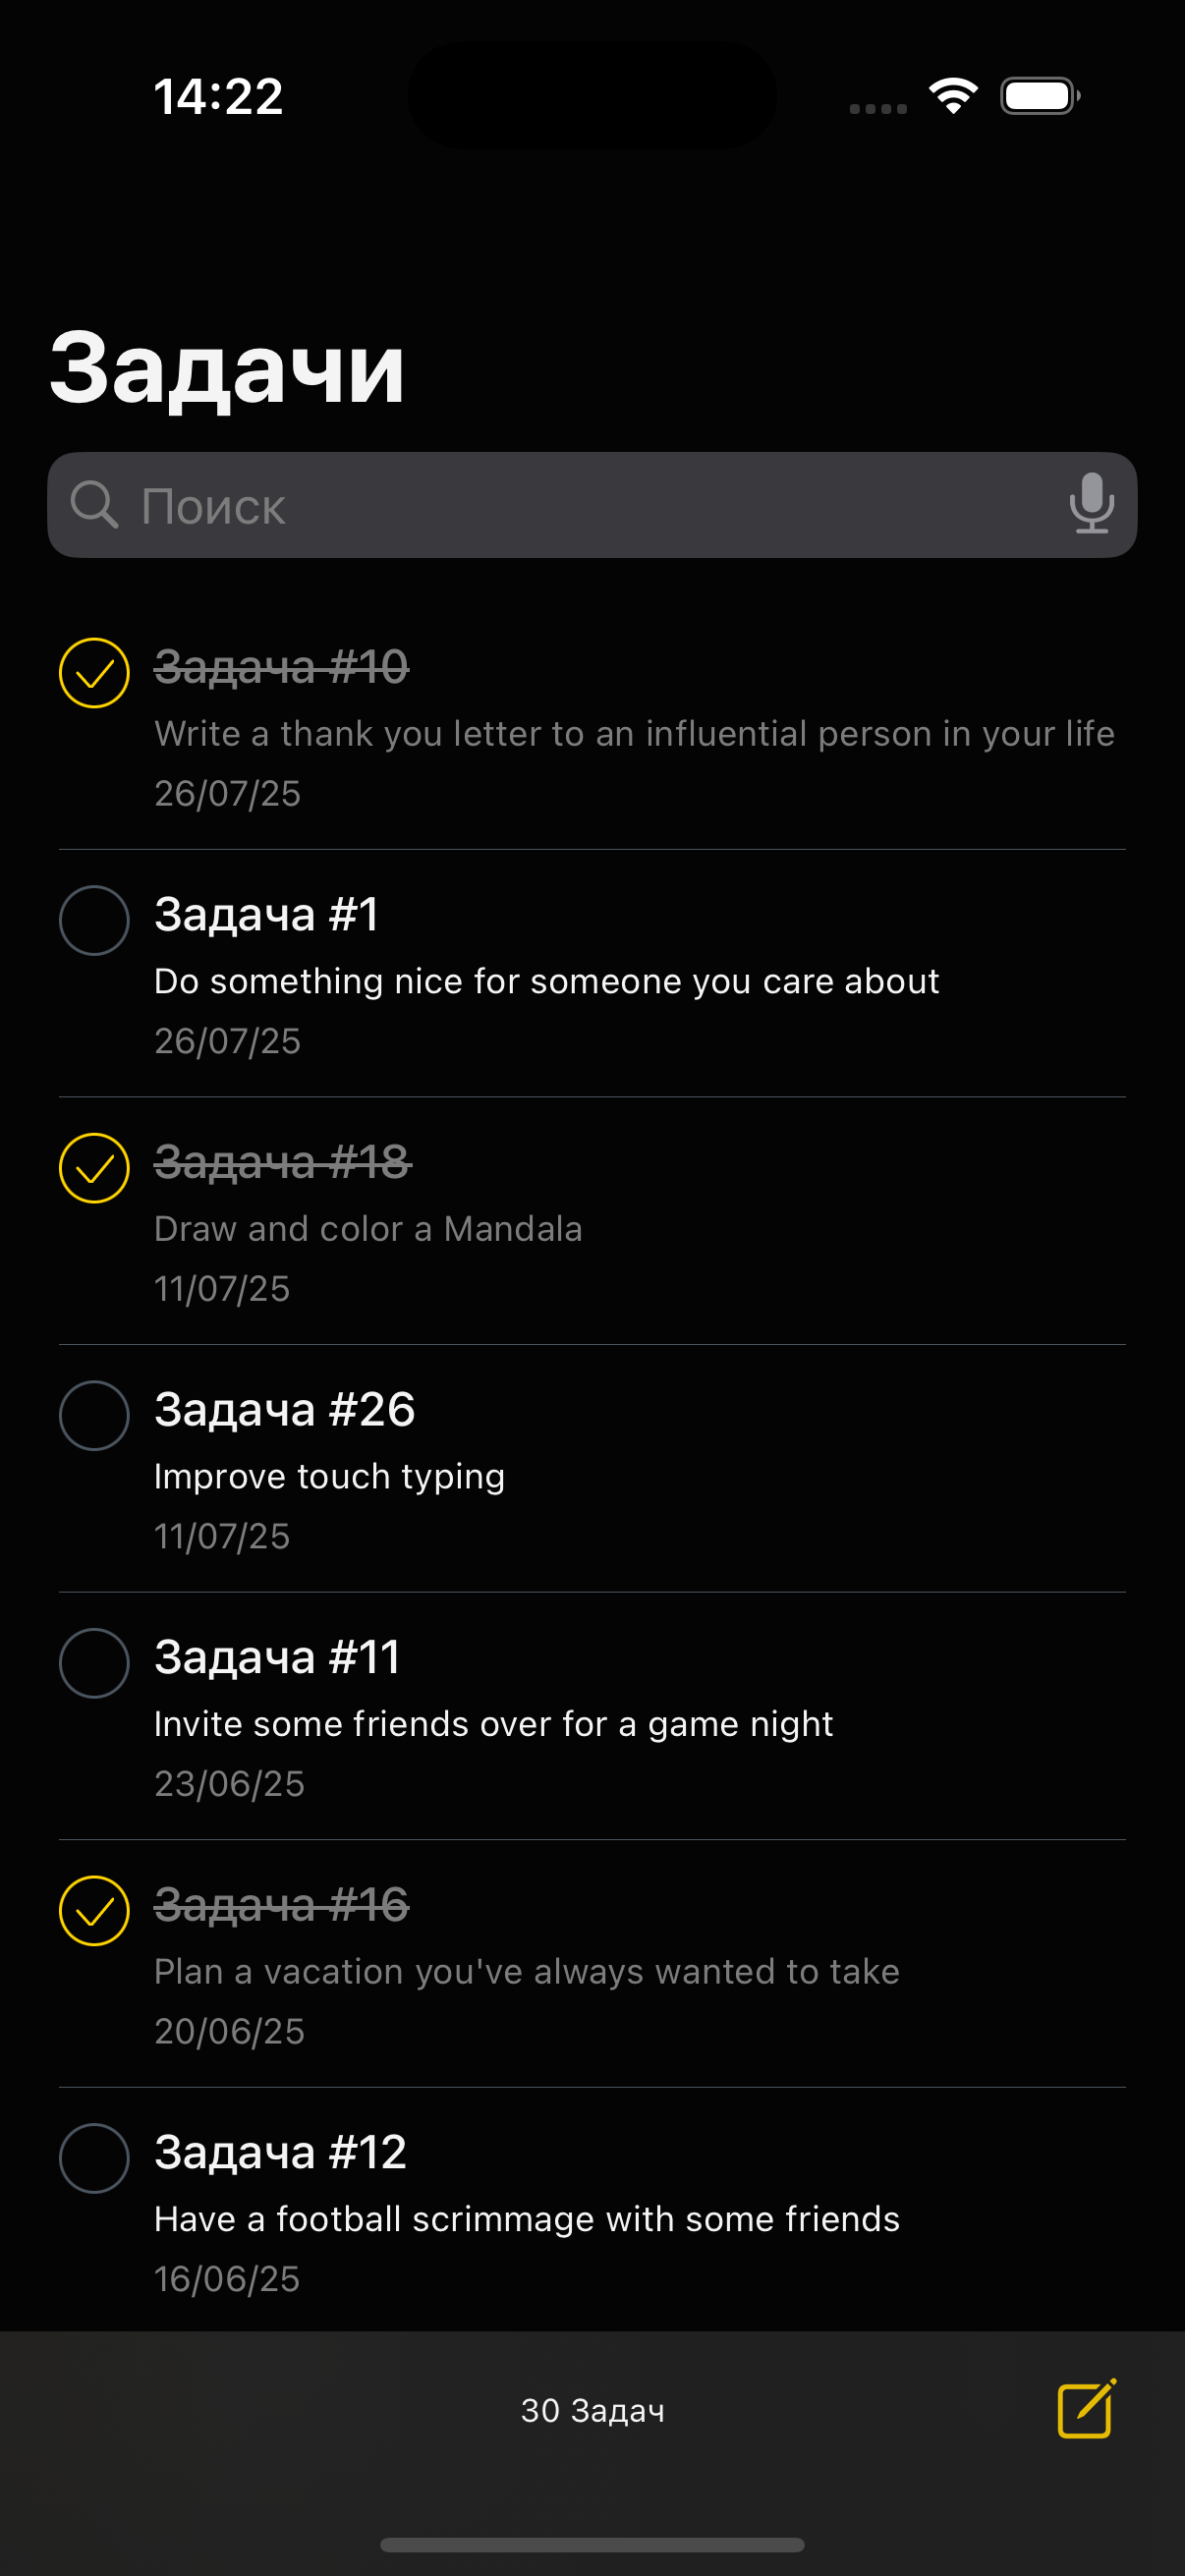 14:22
Задачи
Поиск
Задача #10
Write a thank you letter to an influential person in your life
26/07/25
Задача #1
Do something nice for someone you care about
26/07/25
Задача #18
Draw and color a Mandala
11/07/25
Задача #26
Improve touch typing
11/07/25
Задача #11
Invite some friends over for a game night
23/06/25
Задача #16
Plan a vacation you've always wanted to take
20/06/25
Задача #12
Have a football scrimmage with some friends
16/06/25
30 Задач